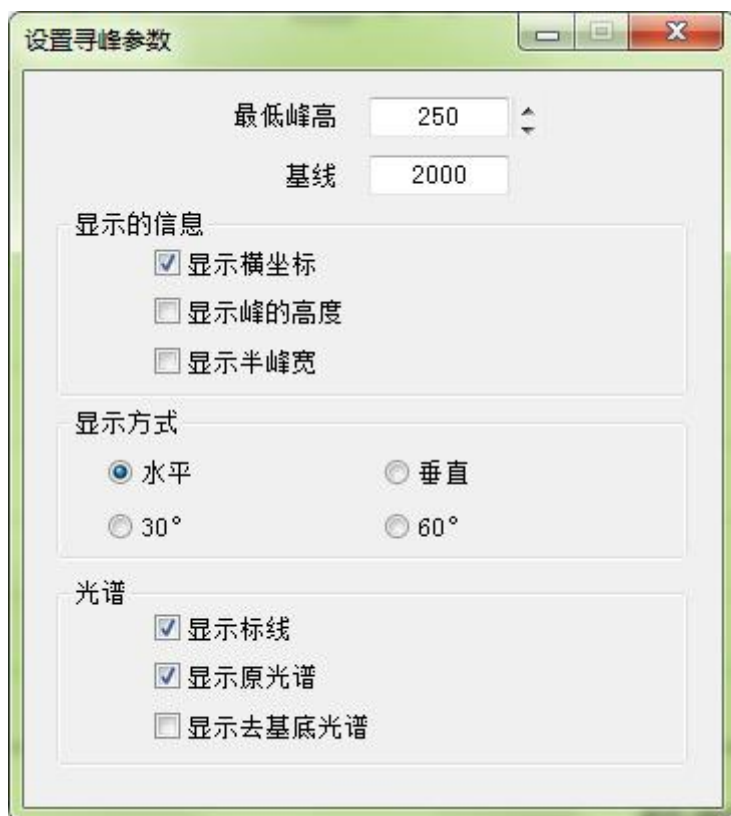 设置寻峰参数
最低峰高 250
基线 2000
显示的信息
显示横坐标
显示峰的高度
显示半峰宽
显示方式
水平 垂直
30° 60°
光谱
显示标线
显示原光谱
显示去基底光谱